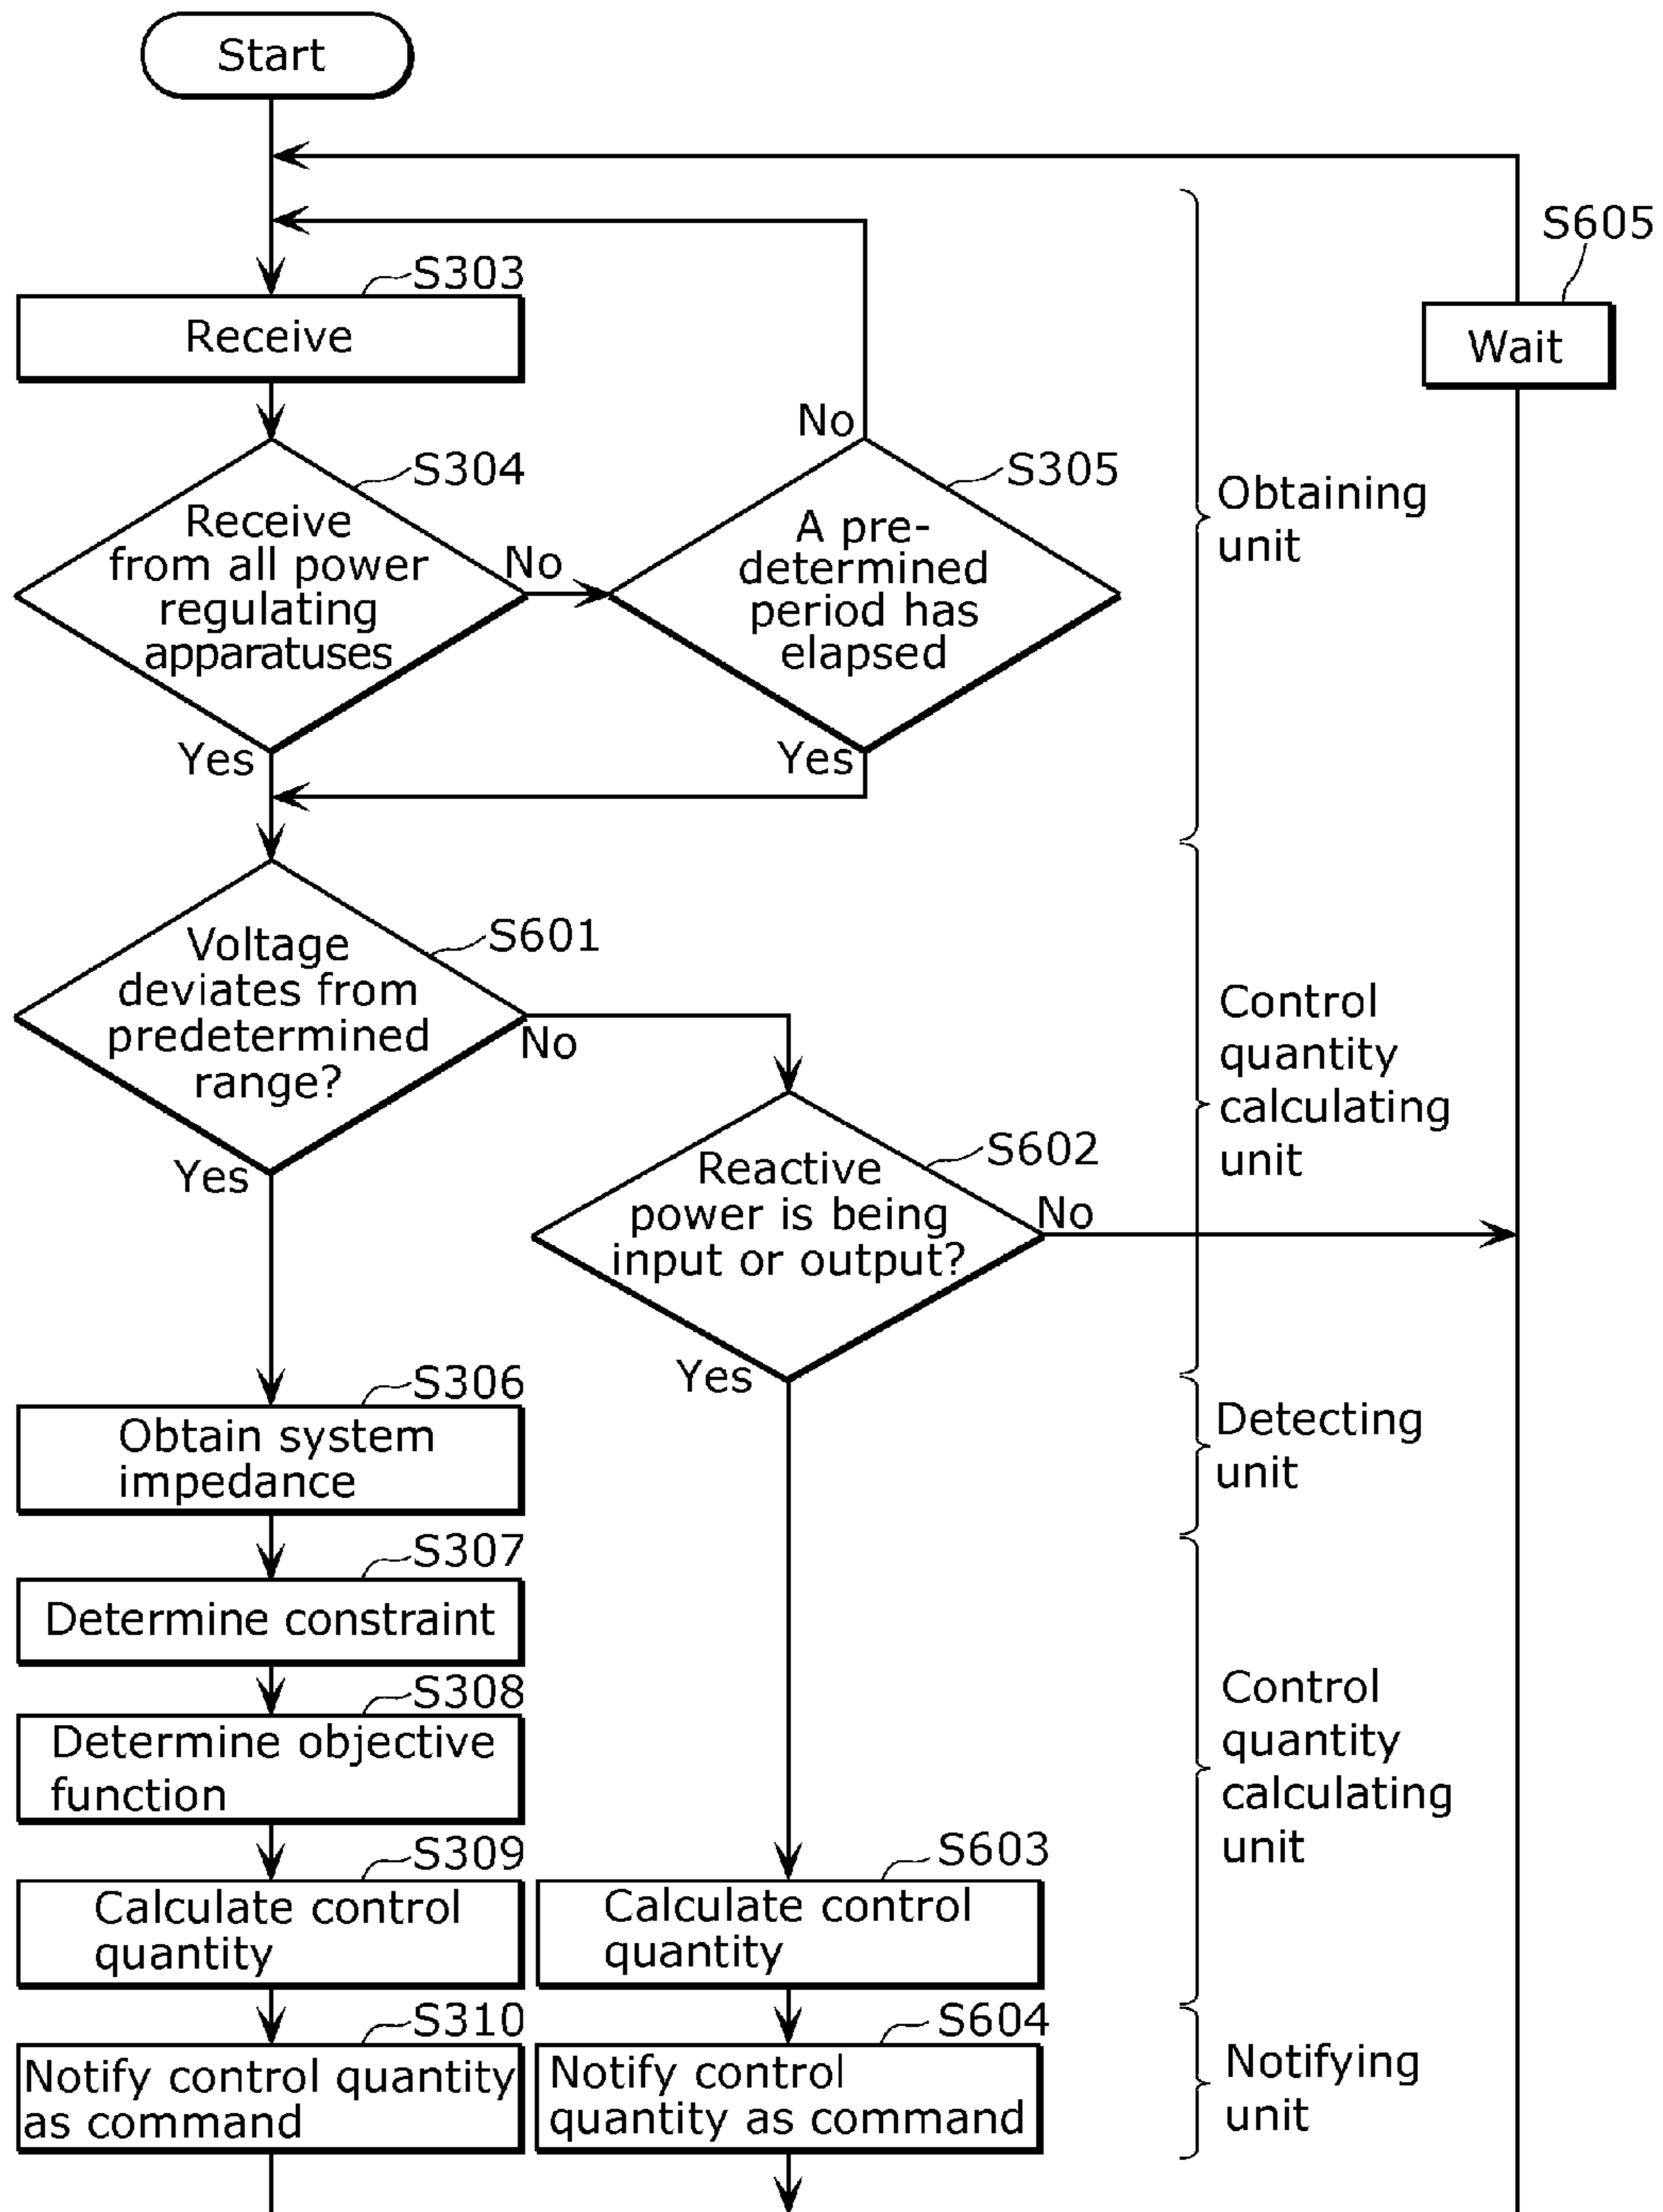 Start
S605
S303
Receive
Wait
No
S304
S305
Receive
from all power
regulating
apparatuses
No
A pre-
determined
period has
elapsed
Obtaining
unit
Yes
Yes
S601
Voltage
deviates from
predetermined
range?
No
Control
quantity
calculating
unit
Yes
S602
Reactive
power is being
input or output?
No
Yes
S306
Obtain system
impedance
Detecting
unit
S307
Determine constraint
S308
Determine objective
function
Control
quantity
calculating
unit
S309
Calculate control
quantity
S603
Calculate control
quantity
S310
Notify control quantity
as command
S604
Notify control
quantity as command
Notifying
unit